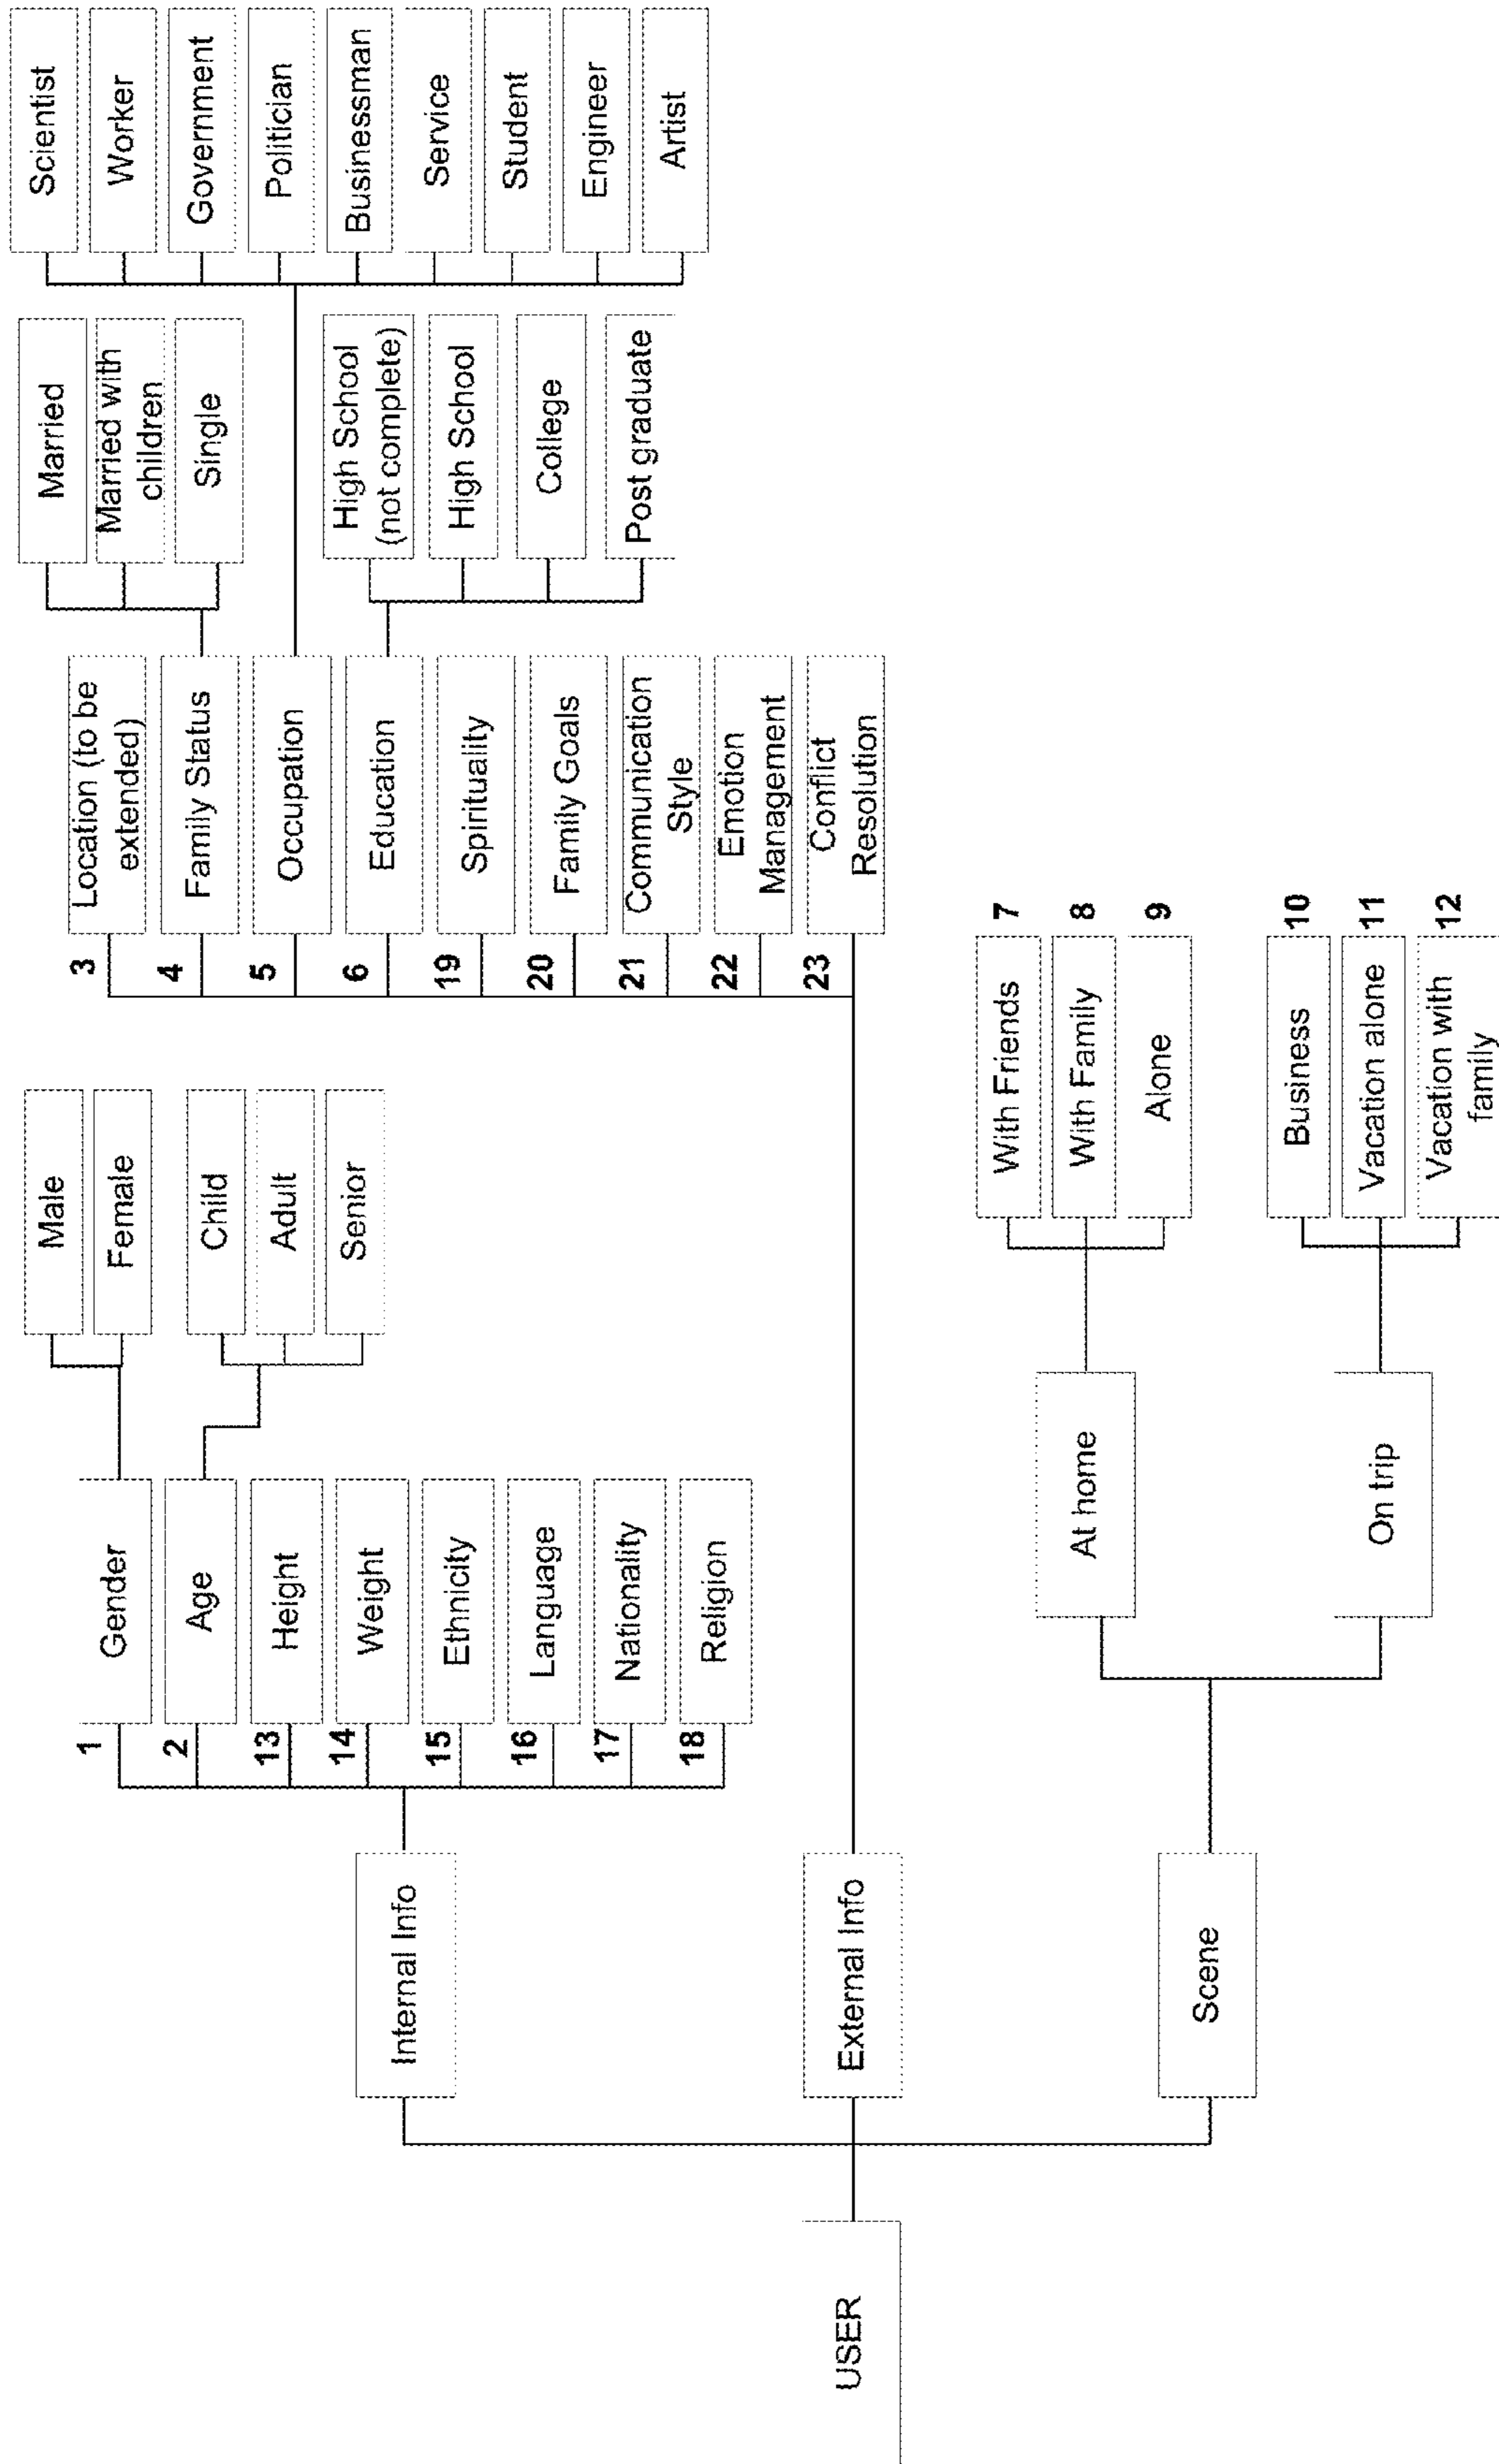 USER
Internal Info
1
Gender
Male
Female
2
Age
Child
Adult
Senior
13
Height
14
Weight
15
Ethnicity
16
Language
17
Nationality
18
Religion
External Info
3
Location (to be
extended)
4
Family Status
Married
Married with
children
Single
5
Occupation
Scientist
Worker
Government
Politician
Businessman
Service
Student
Engineer
Artist
6
Education
High School
(not complete)
High School
College
Post graduate
19
Spirituality
20
Family Goals
21
Communication
Style
22
Emotion
Management
23
Conflict
Resolution
Scene
At home
With Friends
7
With Family
8
Alone
9
On trip
Business
10
Vacation alone
11
Vacation with
family
12